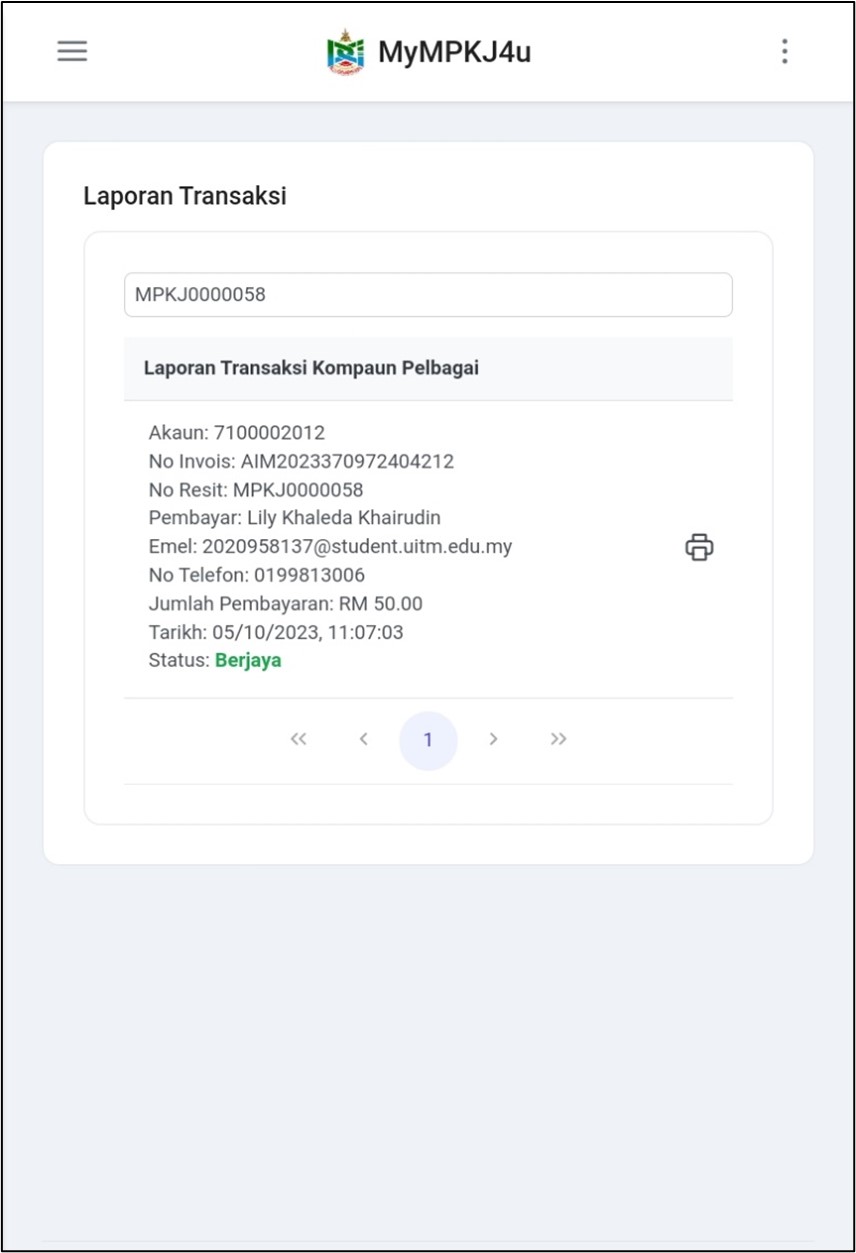 MyMPKJ4u
Laporan Transaksi
MPKJ0000058
Laporan Transaksi Kompaun Pelbagai
Akaun: 7100002012
No Invois: AIM2023370972404212
No Resit: MPKJ0000058
Pembayar: Lily Khaleda Khairudin
Emel: 2020958137@student.uitm.edu.my
No Telefon: 0199813006
Jumlah Pembayaran: RM 50.00
Tarikh: 05/10/2023, 11:07:03
Status: Berjaya
1